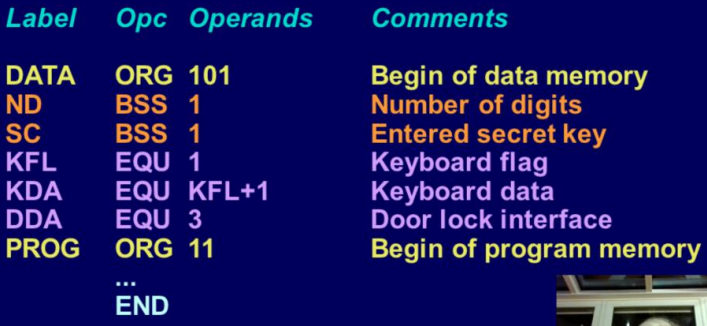 Label Opc Operands Comments
DATA ORG 101 Begin of data memory
ND BSS 1 Number of digits
SC BSS 1 Entered secret key
KFL EQU 1 Keyboard flag
KDA EQU KFL+1 Keyboard data
DDA EQU 3 Door lock interface
PROG ORG 11 Begin of program memory
...
END